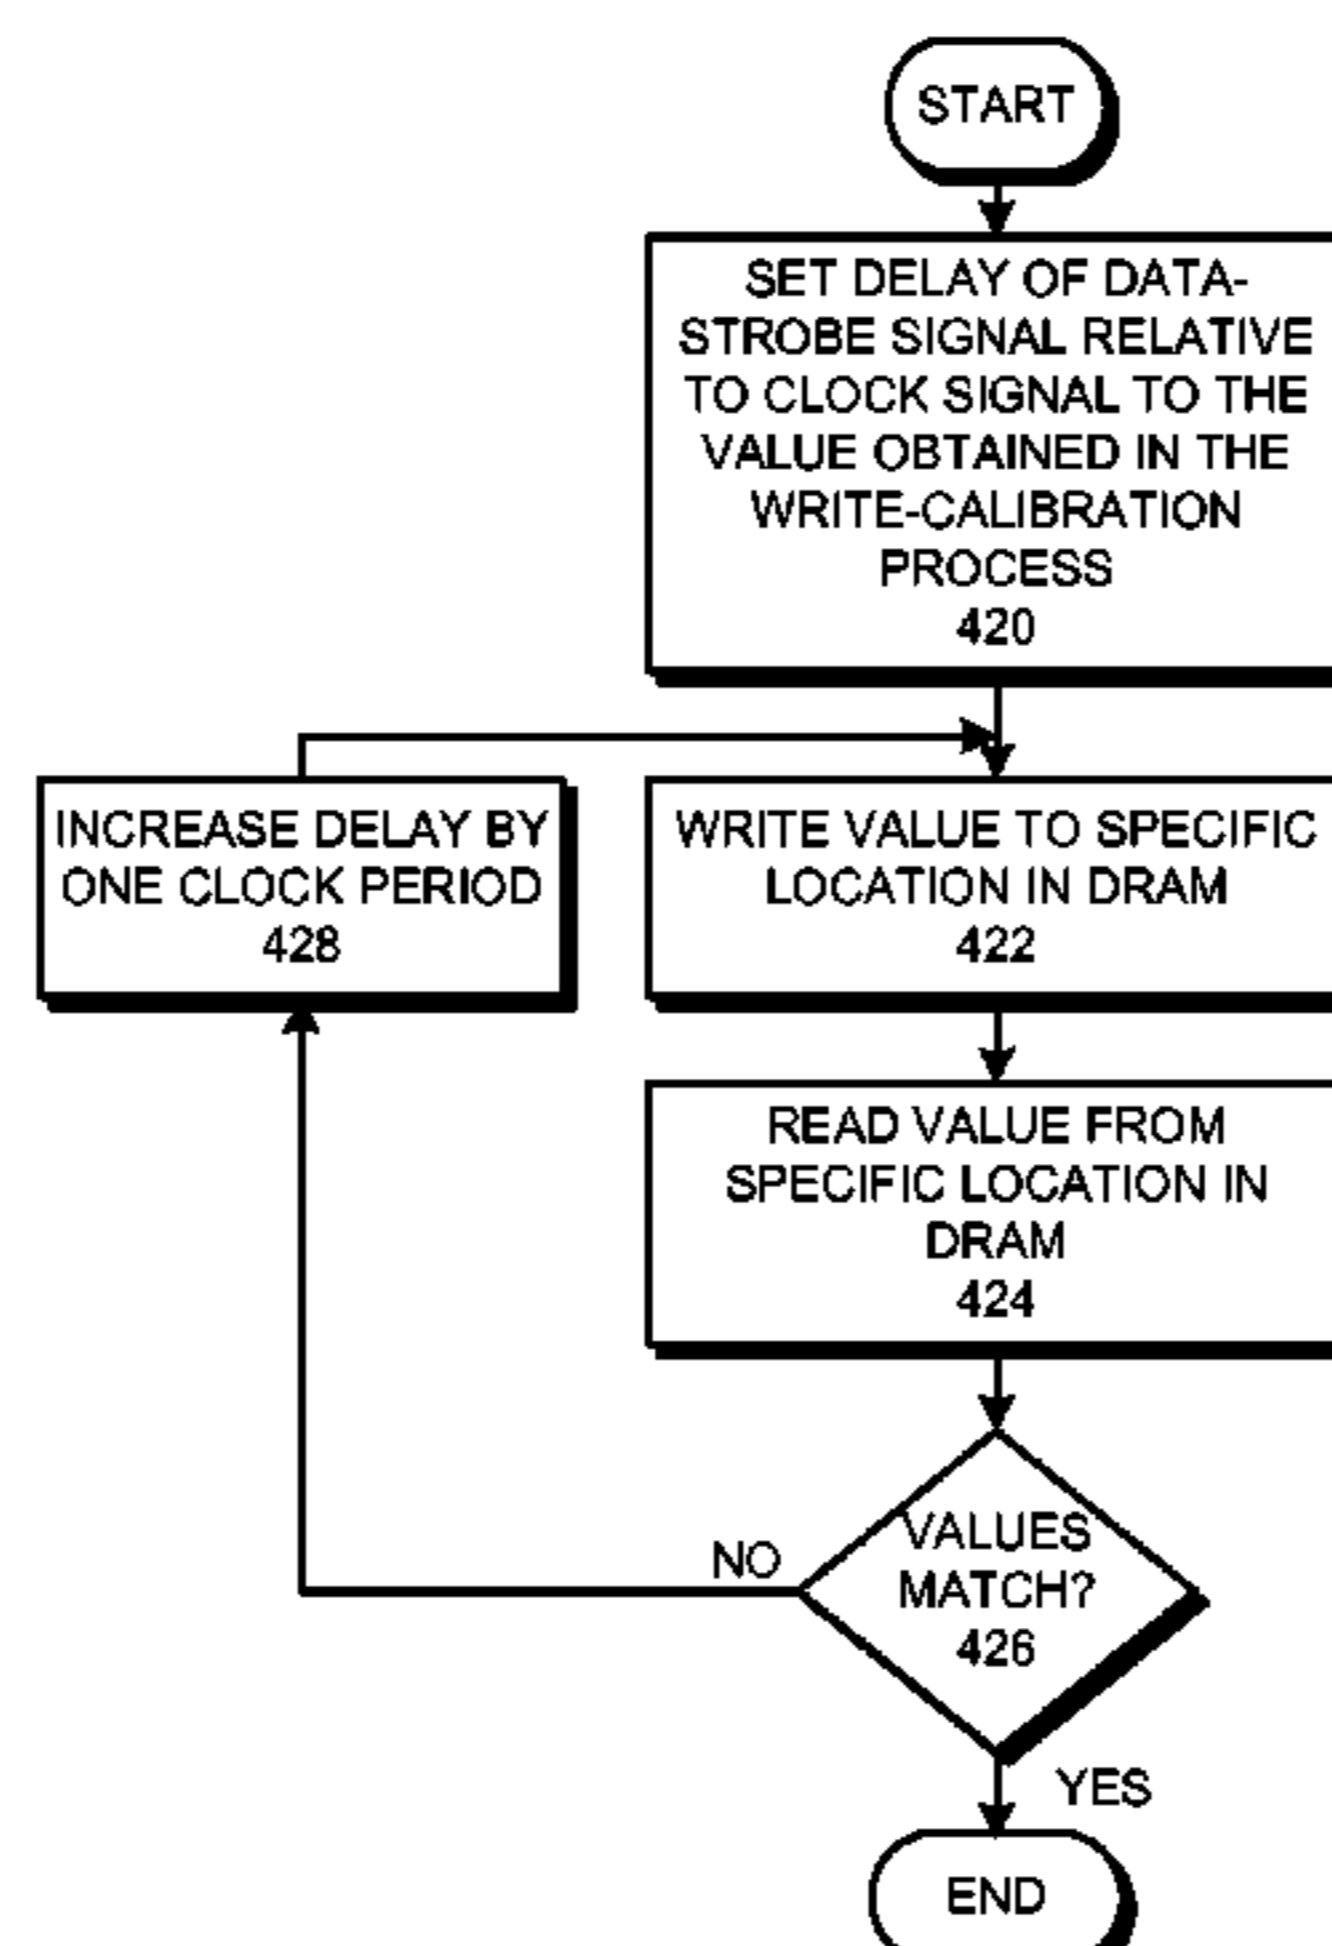 START
SET DELAY OF DATA-
STROBE SIGNAL RELATIVE
TO CLOCK SIGNAL TO THE
VALUE OBTAINED IN THE
WRITE-CALIBRATION
PROCESS
420
INCREASE DELAY BY
ONE CLOCK PERIOD
428
WRITE VALUE TO SPECIFIC
LOCATION IN DRAM
422
READ VALUE FROM
SPECIFIC LOCATION IN
DRAM
424
VALUES
MATCH?
426
NO
YES
END